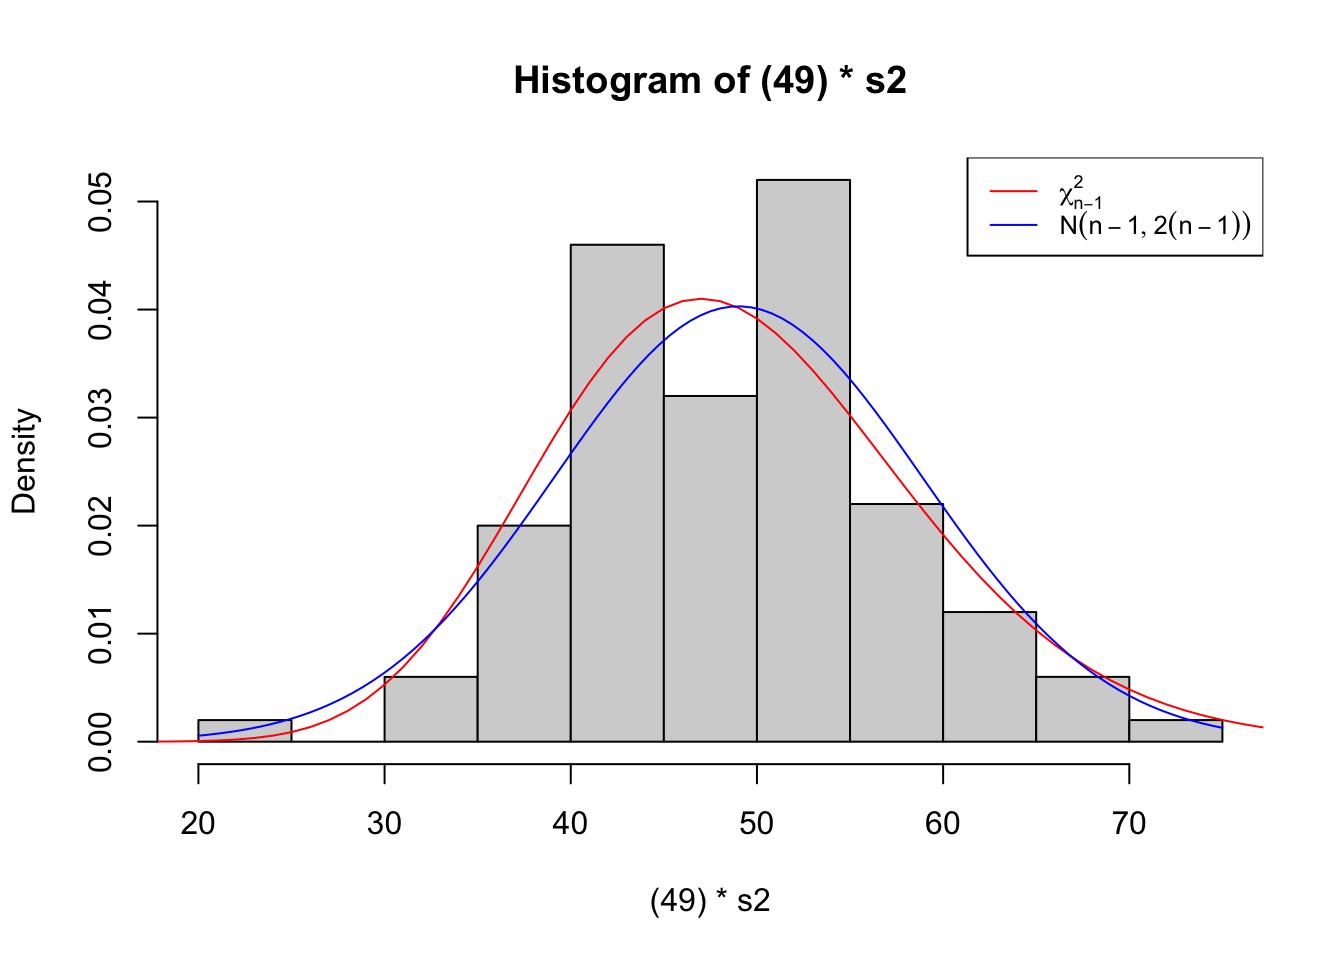 Histogram of (49) * s2
χ²ₙ₋₁
N(n − 1, 2(n − 1))
Density
0.05
0.04
0.03
0.02
0.01
0.00
20 30 40 50 60 70
(49) * s2